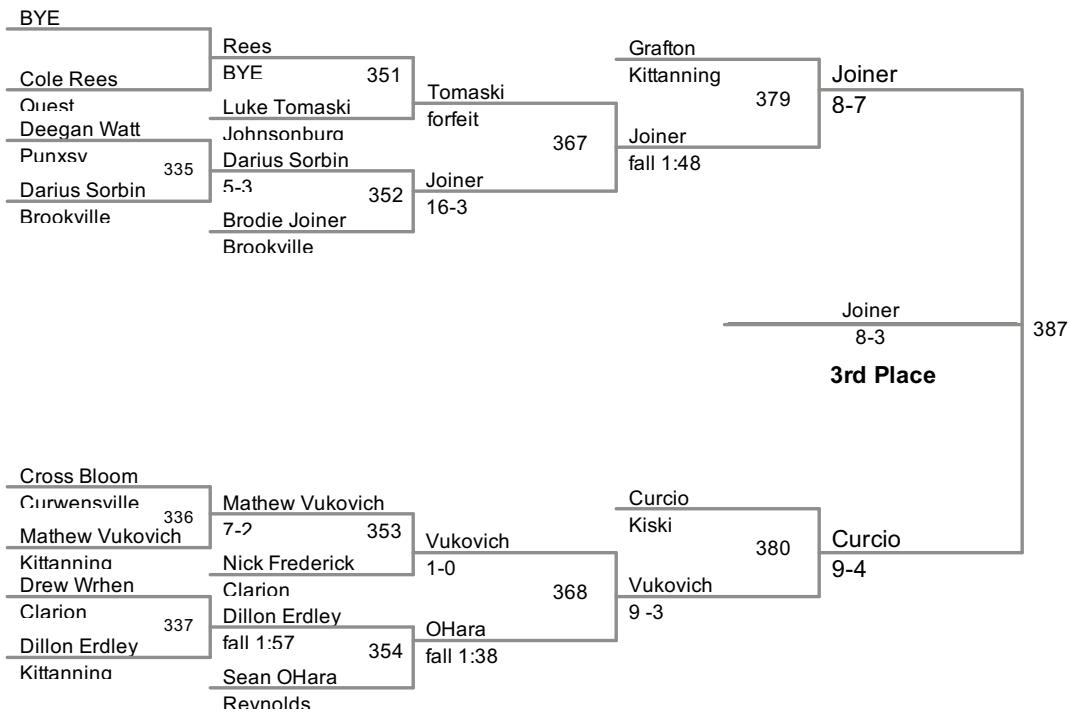 BYE
Cole Rees
Quest
Deegan Watt
Punxsy
335
Darius Sorbin
Brookville
Rees
BYE
351
Luke Tomaski
Johnsonburg
Darius Sorbin
5-3
352
Brodie Joiner
Brookville
Tomaski
forfeit
367
Joiner
16-3
Grafton
Kittanning
379
Joiner
fall 1:48
Joiner
8-7
Joiner
8-3
387
3rd Place
Cross Bloom
Curwensville
336
Mathew Vukovich
Kittanning
Drew Wrhen
Clarion
337
Dillon Erdley
Kittanning
Mathew Vukovich
7-2
353
Nick Frederick
Clarion
Dillon Erdley
fall 1:57
354
Sean OHara
Reynolds
Vukovich
1-0
368
OHara
fall 1:38
Curcio
Kiski
380
Vukovich
9 -3
Curcio
9-4